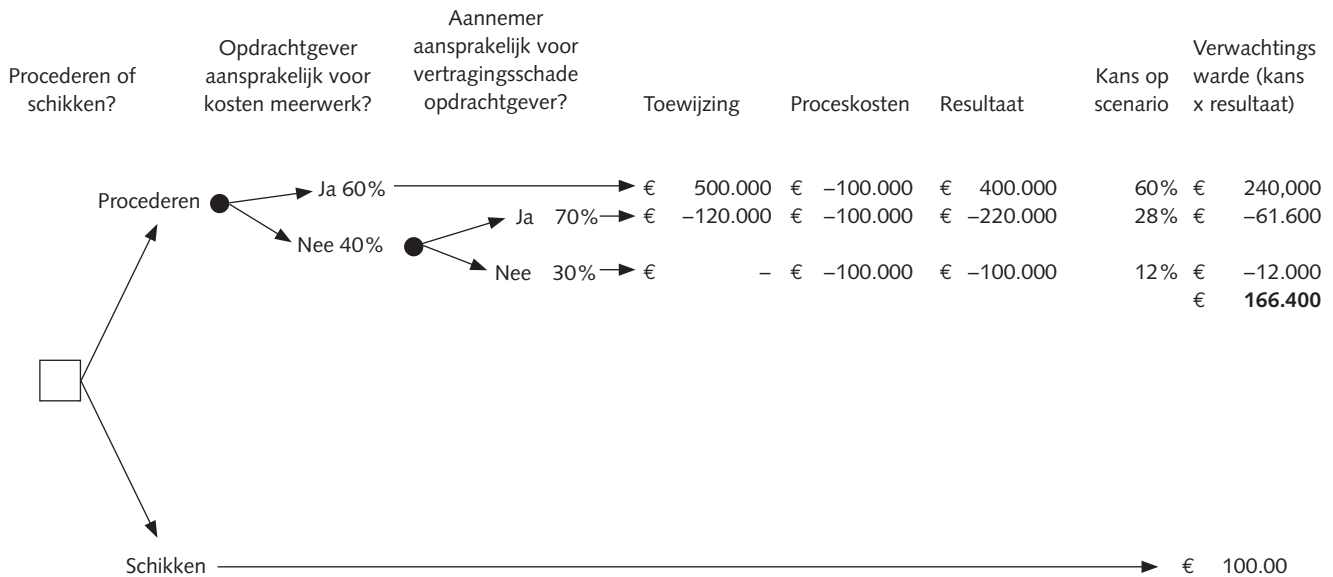 Procederen of
schikken?
Opdrachtgever
aansprakelijk voor
kosten meerwerk?
Aannemer
aansprakelijk voor
vertragingsschade
opdrachtgever?
Toewijzing
Proceskosten
Resultaat
Kans op
scenario
Verwachtings
warde (kans
x resultaat)
Procederen
Ja 60% € 500.000 € –100.000 € 400.000 60% € 240,000
Ja 70% € –120.000 € –100.000 € –220.000 28% € –61.600
Nee 40%
Nee 30% € – € –100.000 € –100.000 12% € –12.000
€ 166.400
Schikken € 100.00